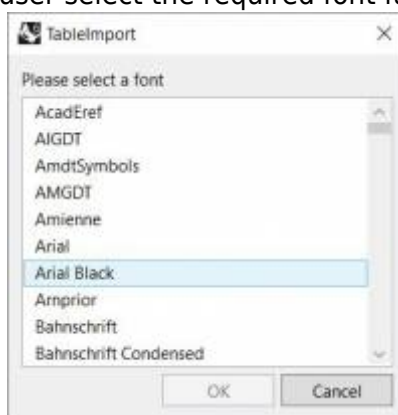 user select the required font
TableImport
Please select a font
AcadEref
AIGDT
AmdtSymbols
AMGDT
Amienne
Arial
Arial Black
Arnprior
Bahnschrift
Bahnschrift Condensed
OK
Cancel